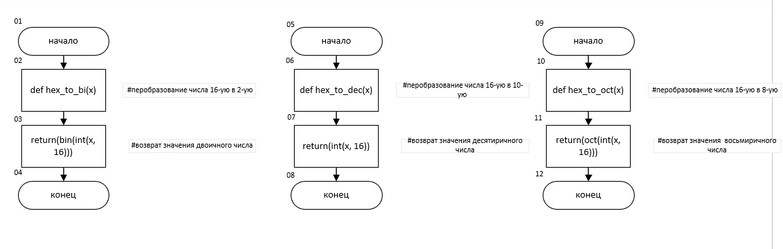 01
начало
02
def hex_to_bi(x)
#перобразование числа 16-ую в 2-ую
03
return(bin(int(x,
16)))
#возврат значения двоичного числа
04
конец
05
начало
06
def hex_to_dec(x)
#перобразование числа 16-ую в 10-
ую
07
return(int(x, 16))
#возврат значения десятиричного
числа
08
конец
09
начало
10
def hex_to_oct(x)
#перобразование числа 16-ую в 8-ую
11
return(oct(int(x,
16)))
#возврат значения восьмиричного
числа
12
конец